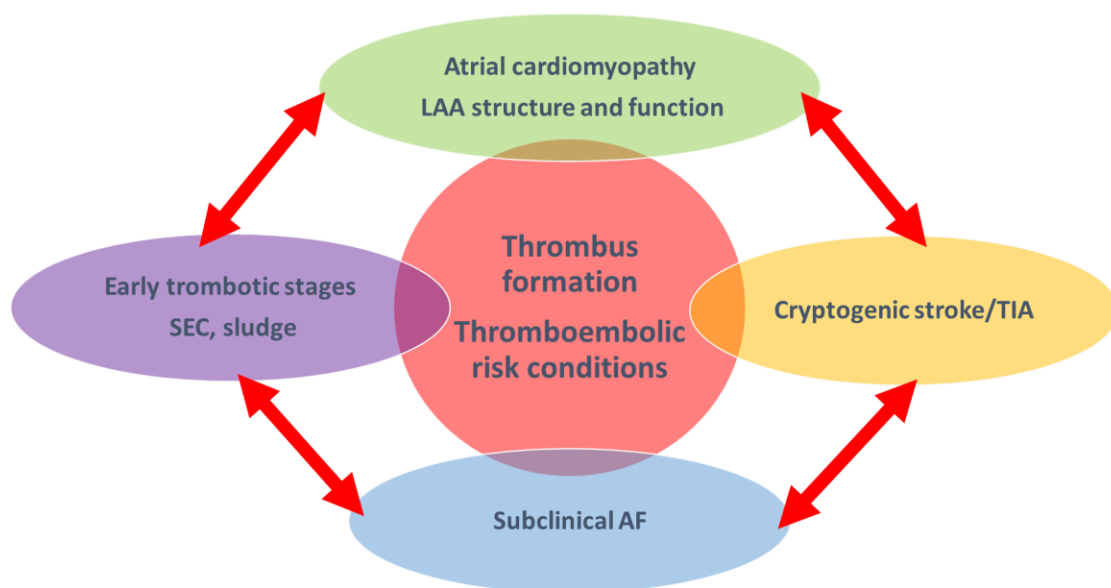 Atrial cardiomyopathy
LAA structure and function
Thrombus
formation
Thromboembolic
risk conditions
Early trombotic stages
SEC, sludge
Cryptogenic stroke/TIA
Subclinical AF